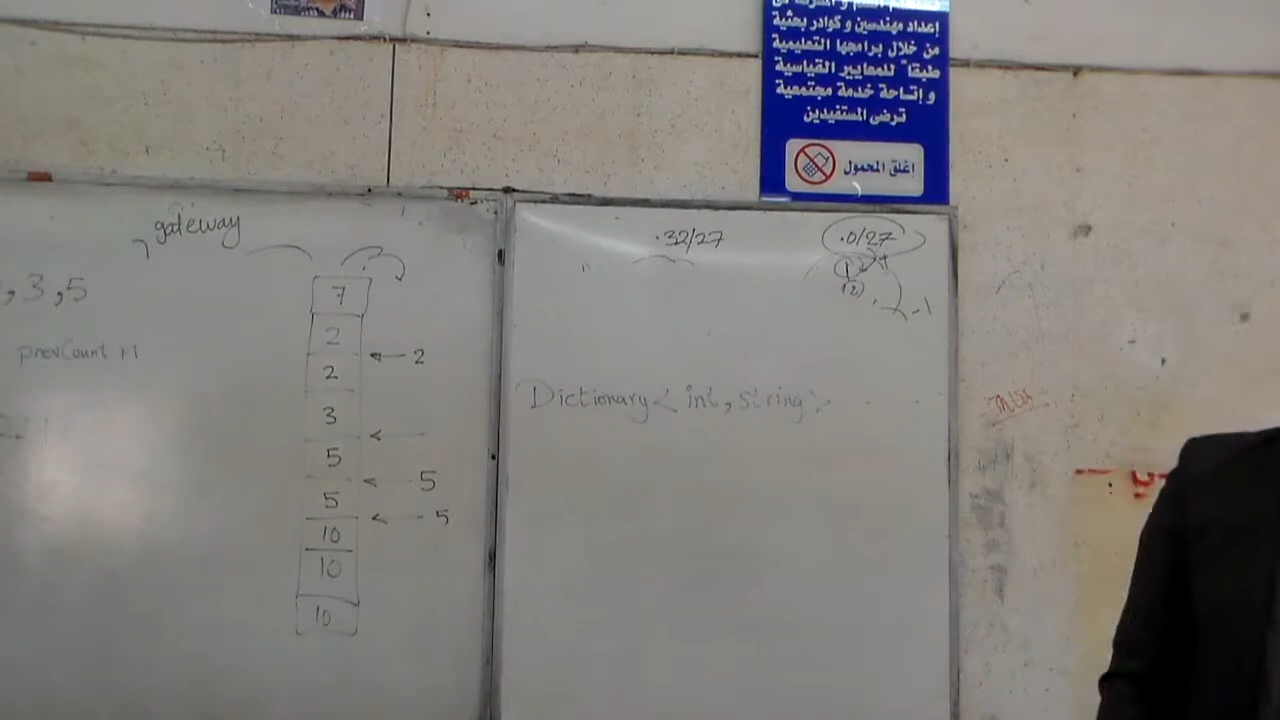 إعداد مهندسين و كوادر بحثية
من خلال برامجها التعليمية
طبقاً للمعايير القياسية
و إتاحة خدمة مجتمعية
ترضى المستفيدين
اغلق المحمول
gateway
, 3 , 5
prevCount
7
2
2
3
5
5
10
10
10
2
5
5
.32/27
.0/27
Dictionary < int, string >